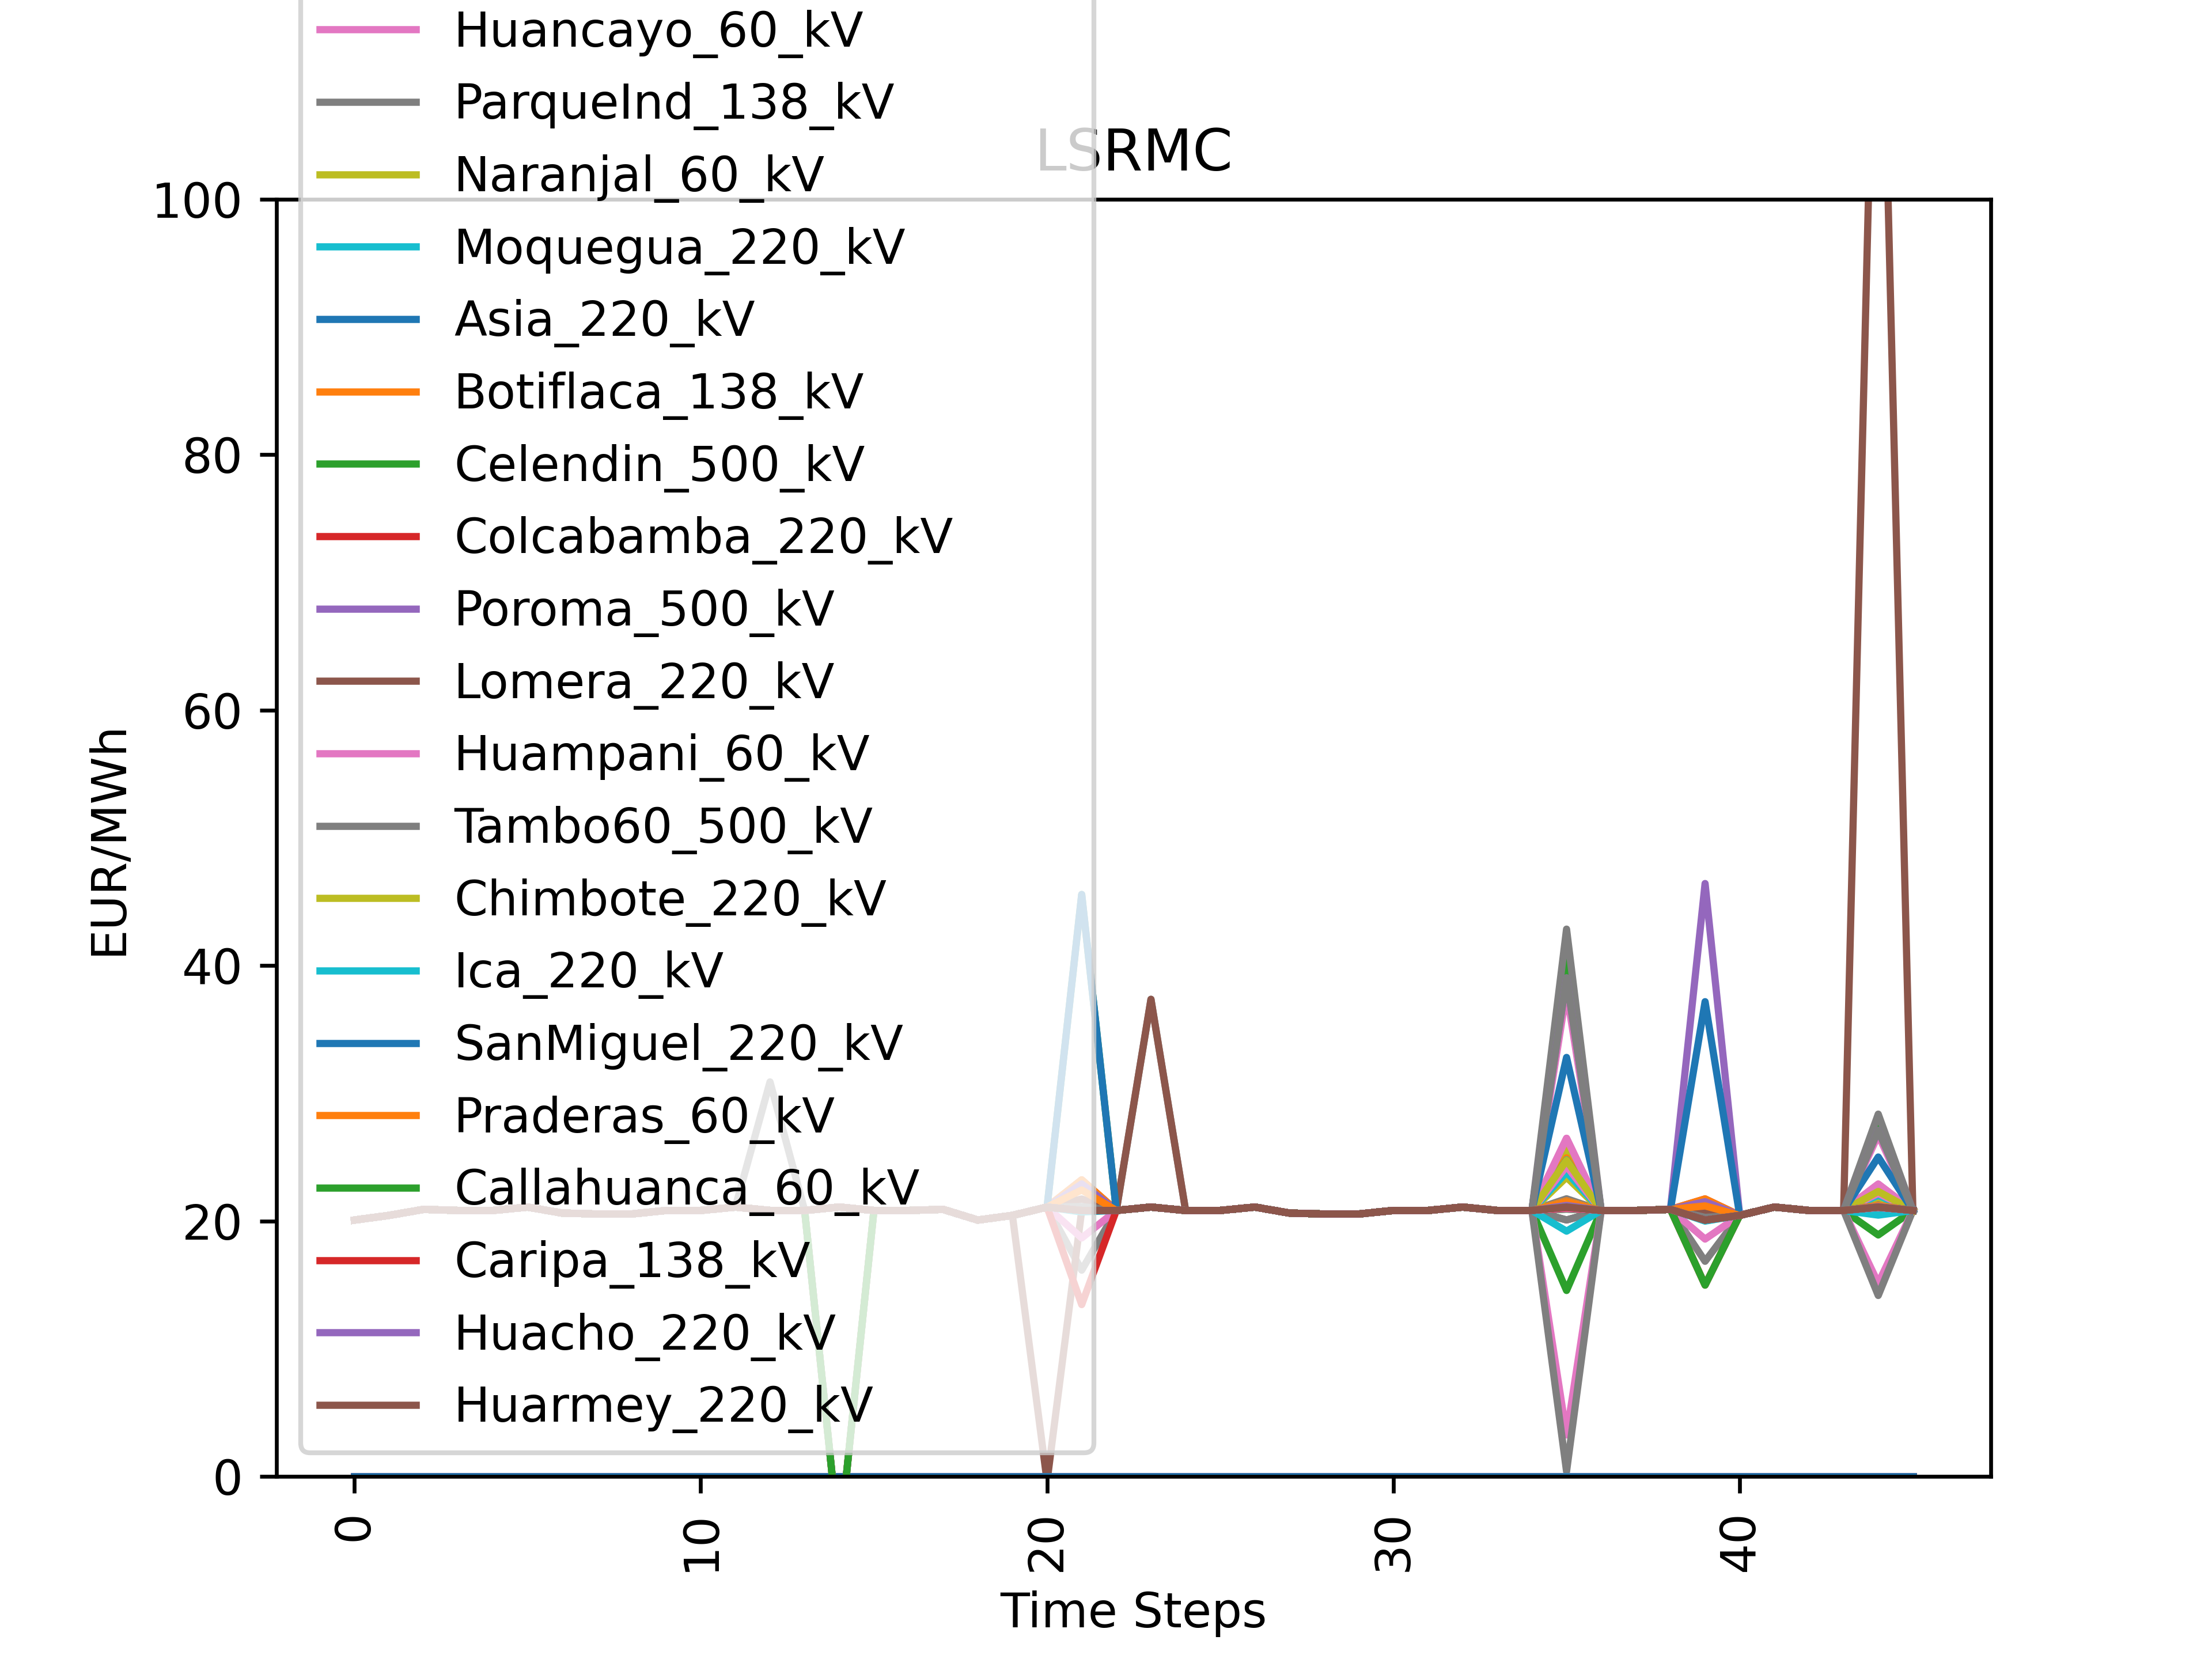 Huancayo_60_kV
ParqueInd_138_kV
LSRMC
Naranjal_60_kV
100
Moquegua_220_kV
Asia_220_kV
Botiflaca_138_kV
80
Celendin_500_kV
Colcabamba_220_kV
Poroma_500_kV
Lomera_220_kV
60
Huampani_60_kV
Tambo60_500_kV
EUR/MWh
Chimbote_220_kV
40
Ica_220_kV
SanMiguel_220_kV
Praderas_60_kV
Callahuanca_60_kV
20
Caripa_138_kV
Huacho_220_kV
Huarmey_220_kV
0
0 10 20 30 40
Time Steps